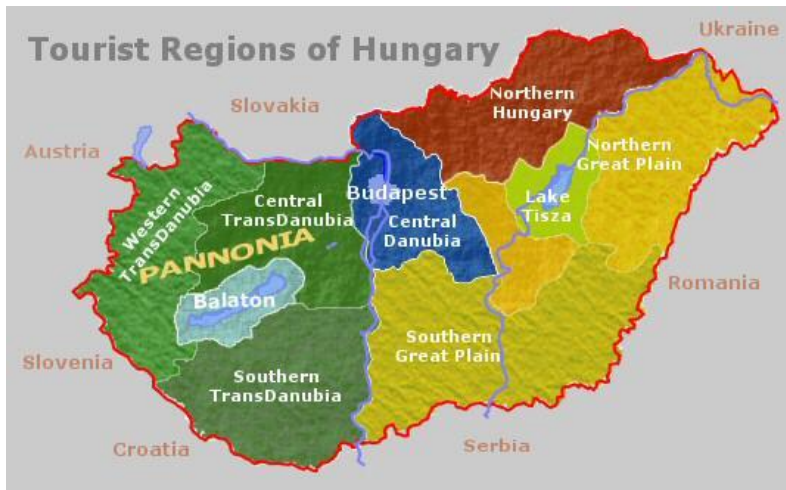 Tourist Regions of Hungary
Ukraine
Slovakia
Austria
Northern
Hungary
Northern
Great Plain
Western
TransDanubia
Central
TransDanubia
Budapest
Central
Danubia
Lake
Tisza
PANNONIA
Balaton
Romania
Southern
Great Plain
Slovenia
Southern
TransDanubia
Croatia
Serbia